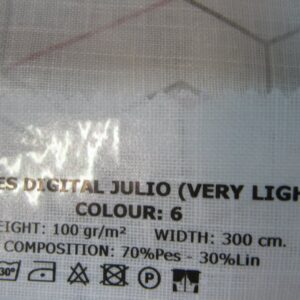 ES DIGITAL JULIO (VERY LIGH
COLOUR: 6
EIGHT: 100 gr/m² WIDTH: 300 cm.
COMPOSITION: 70%Pes - 30%Lin
30° P